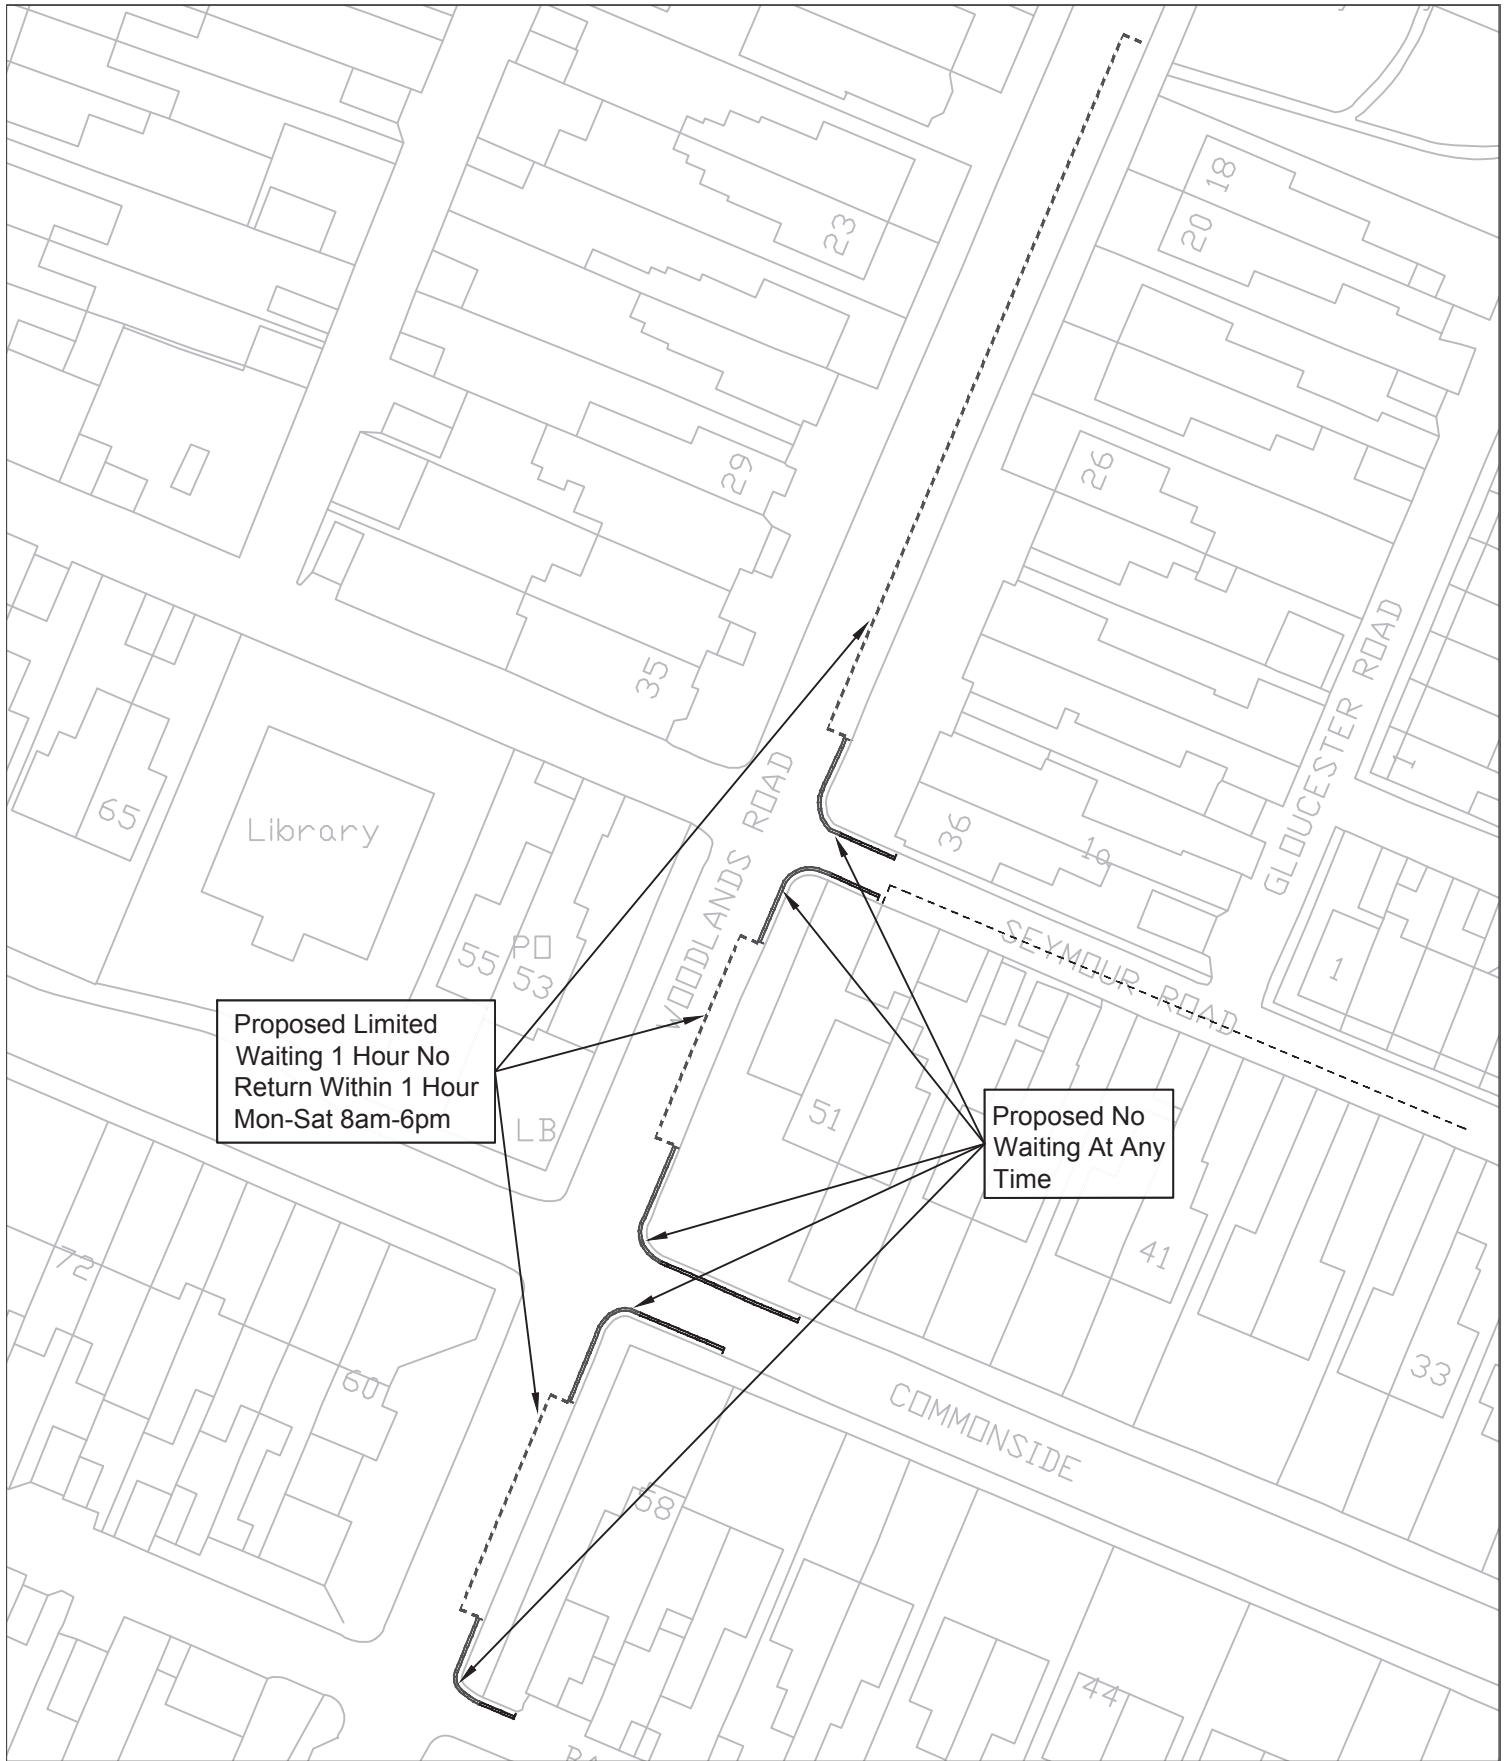 18
20
23
26
29
35
GLOUCESTER ROAD
1
65
Library
WOODLANDS ROAD
36
19
PO
55
53
SEYMOUR ROAD
1
Proposed Limited
Waiting 1 Hour No
Return Within 1 Hour
Mon-Sat 8am-6pm
LB
51
Proposed No
Waiting At Any
Time
41
72
60
33
COMMONSIDE
58
44